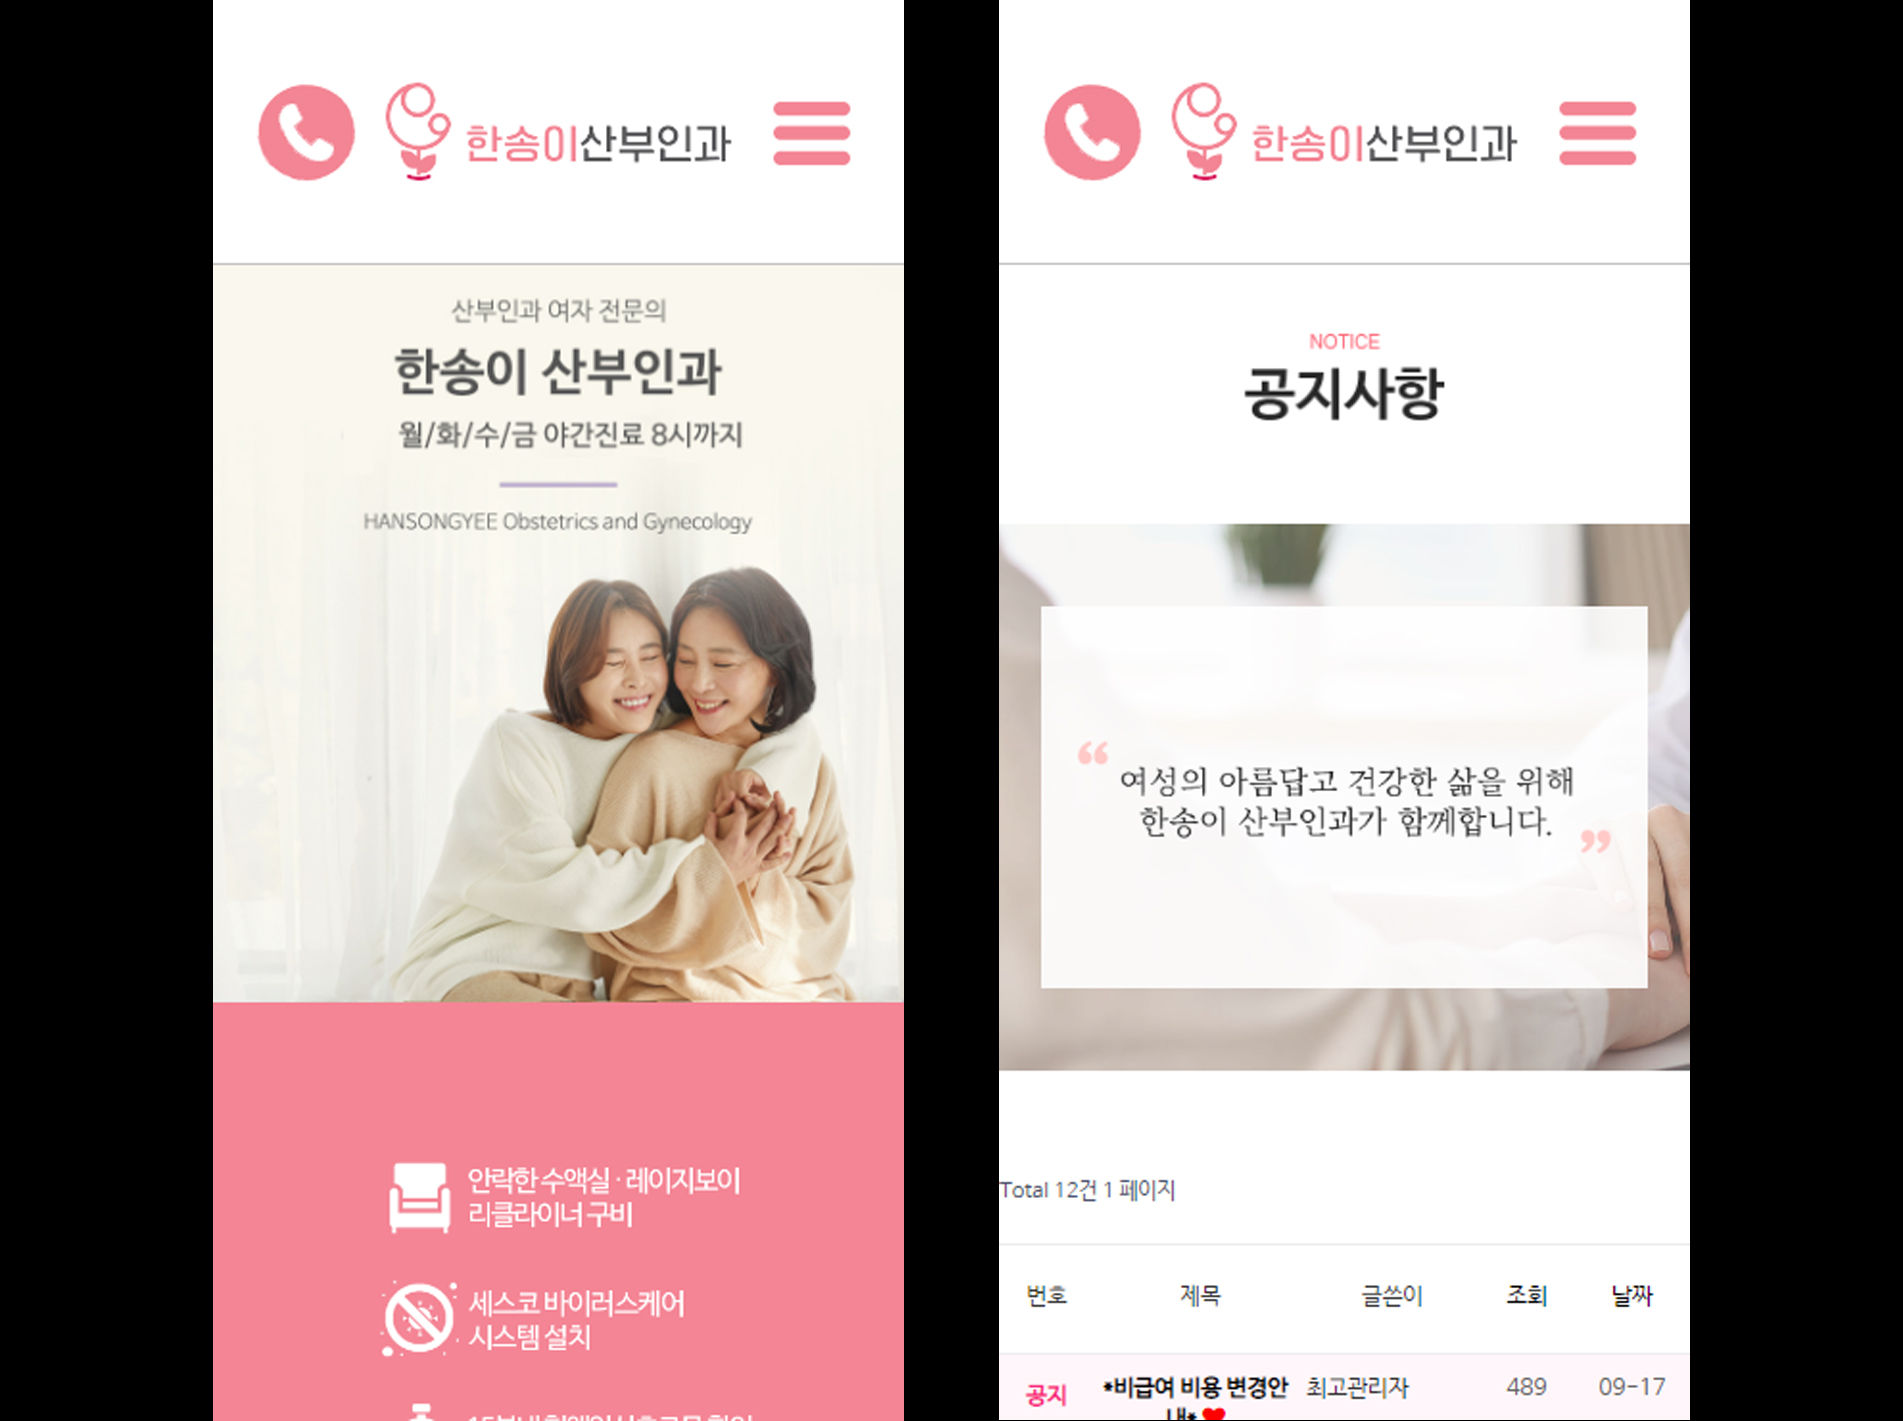 한송이산부인과
산부인과 여자 전문의
한송이 산부인과
월/화/수/금 야간진료 8시까지
HANSONGYEE Obstetrics and Gynecology
안락한 수액실 · 레이지보이
리클라이너 구비
세스코 바이러스케어
시스템 설치
한송이산부인과
NOTICE
공지사항
“ 여성의 아름답고 건강한 삶을 위해
한송이 산부인과가 함께합니다. ”
Total 12건 1 페이지
번호 제목 글쓴이 조회 날짜
공지 *비급여 비용 변경안 최고관리자 489 09-17
내*❤